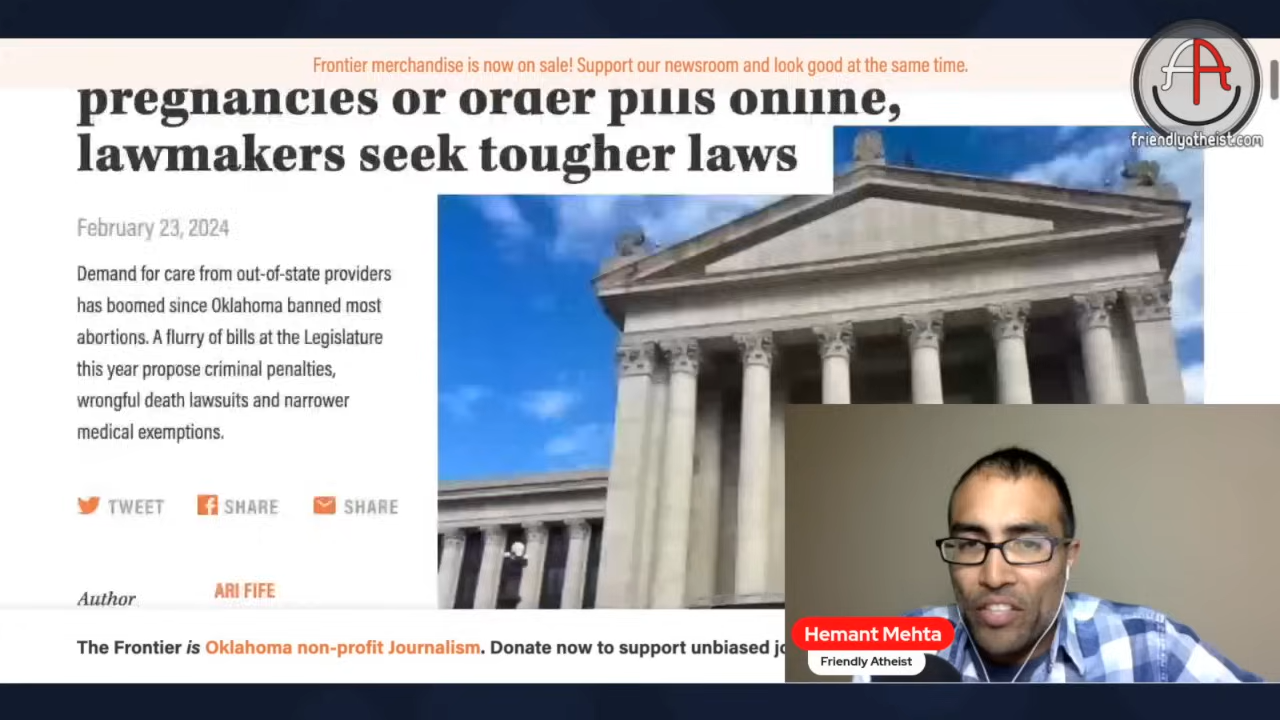 Frontier merchandise is now on sale! Support our newsroom and look good at the same time.
AA
friendlyatheist.com
pregnancies or order pills online,
lawmakers seek tougher laws
February 23, 2024
Demand for care from out-of-state providers
has boomed since Oklahoma banned most
abortions. A flurry of bills at the Legislature
this year propose criminal penalties,
wrongful death lawsuits and narrower
medical exemptions.
TWEET SHARE SHARE
Author ARI FIFE
The Frontier is Oklahoma non-profit Journalism. Donate now to support unbiased
Hemant Mehta
Friendly Atheist